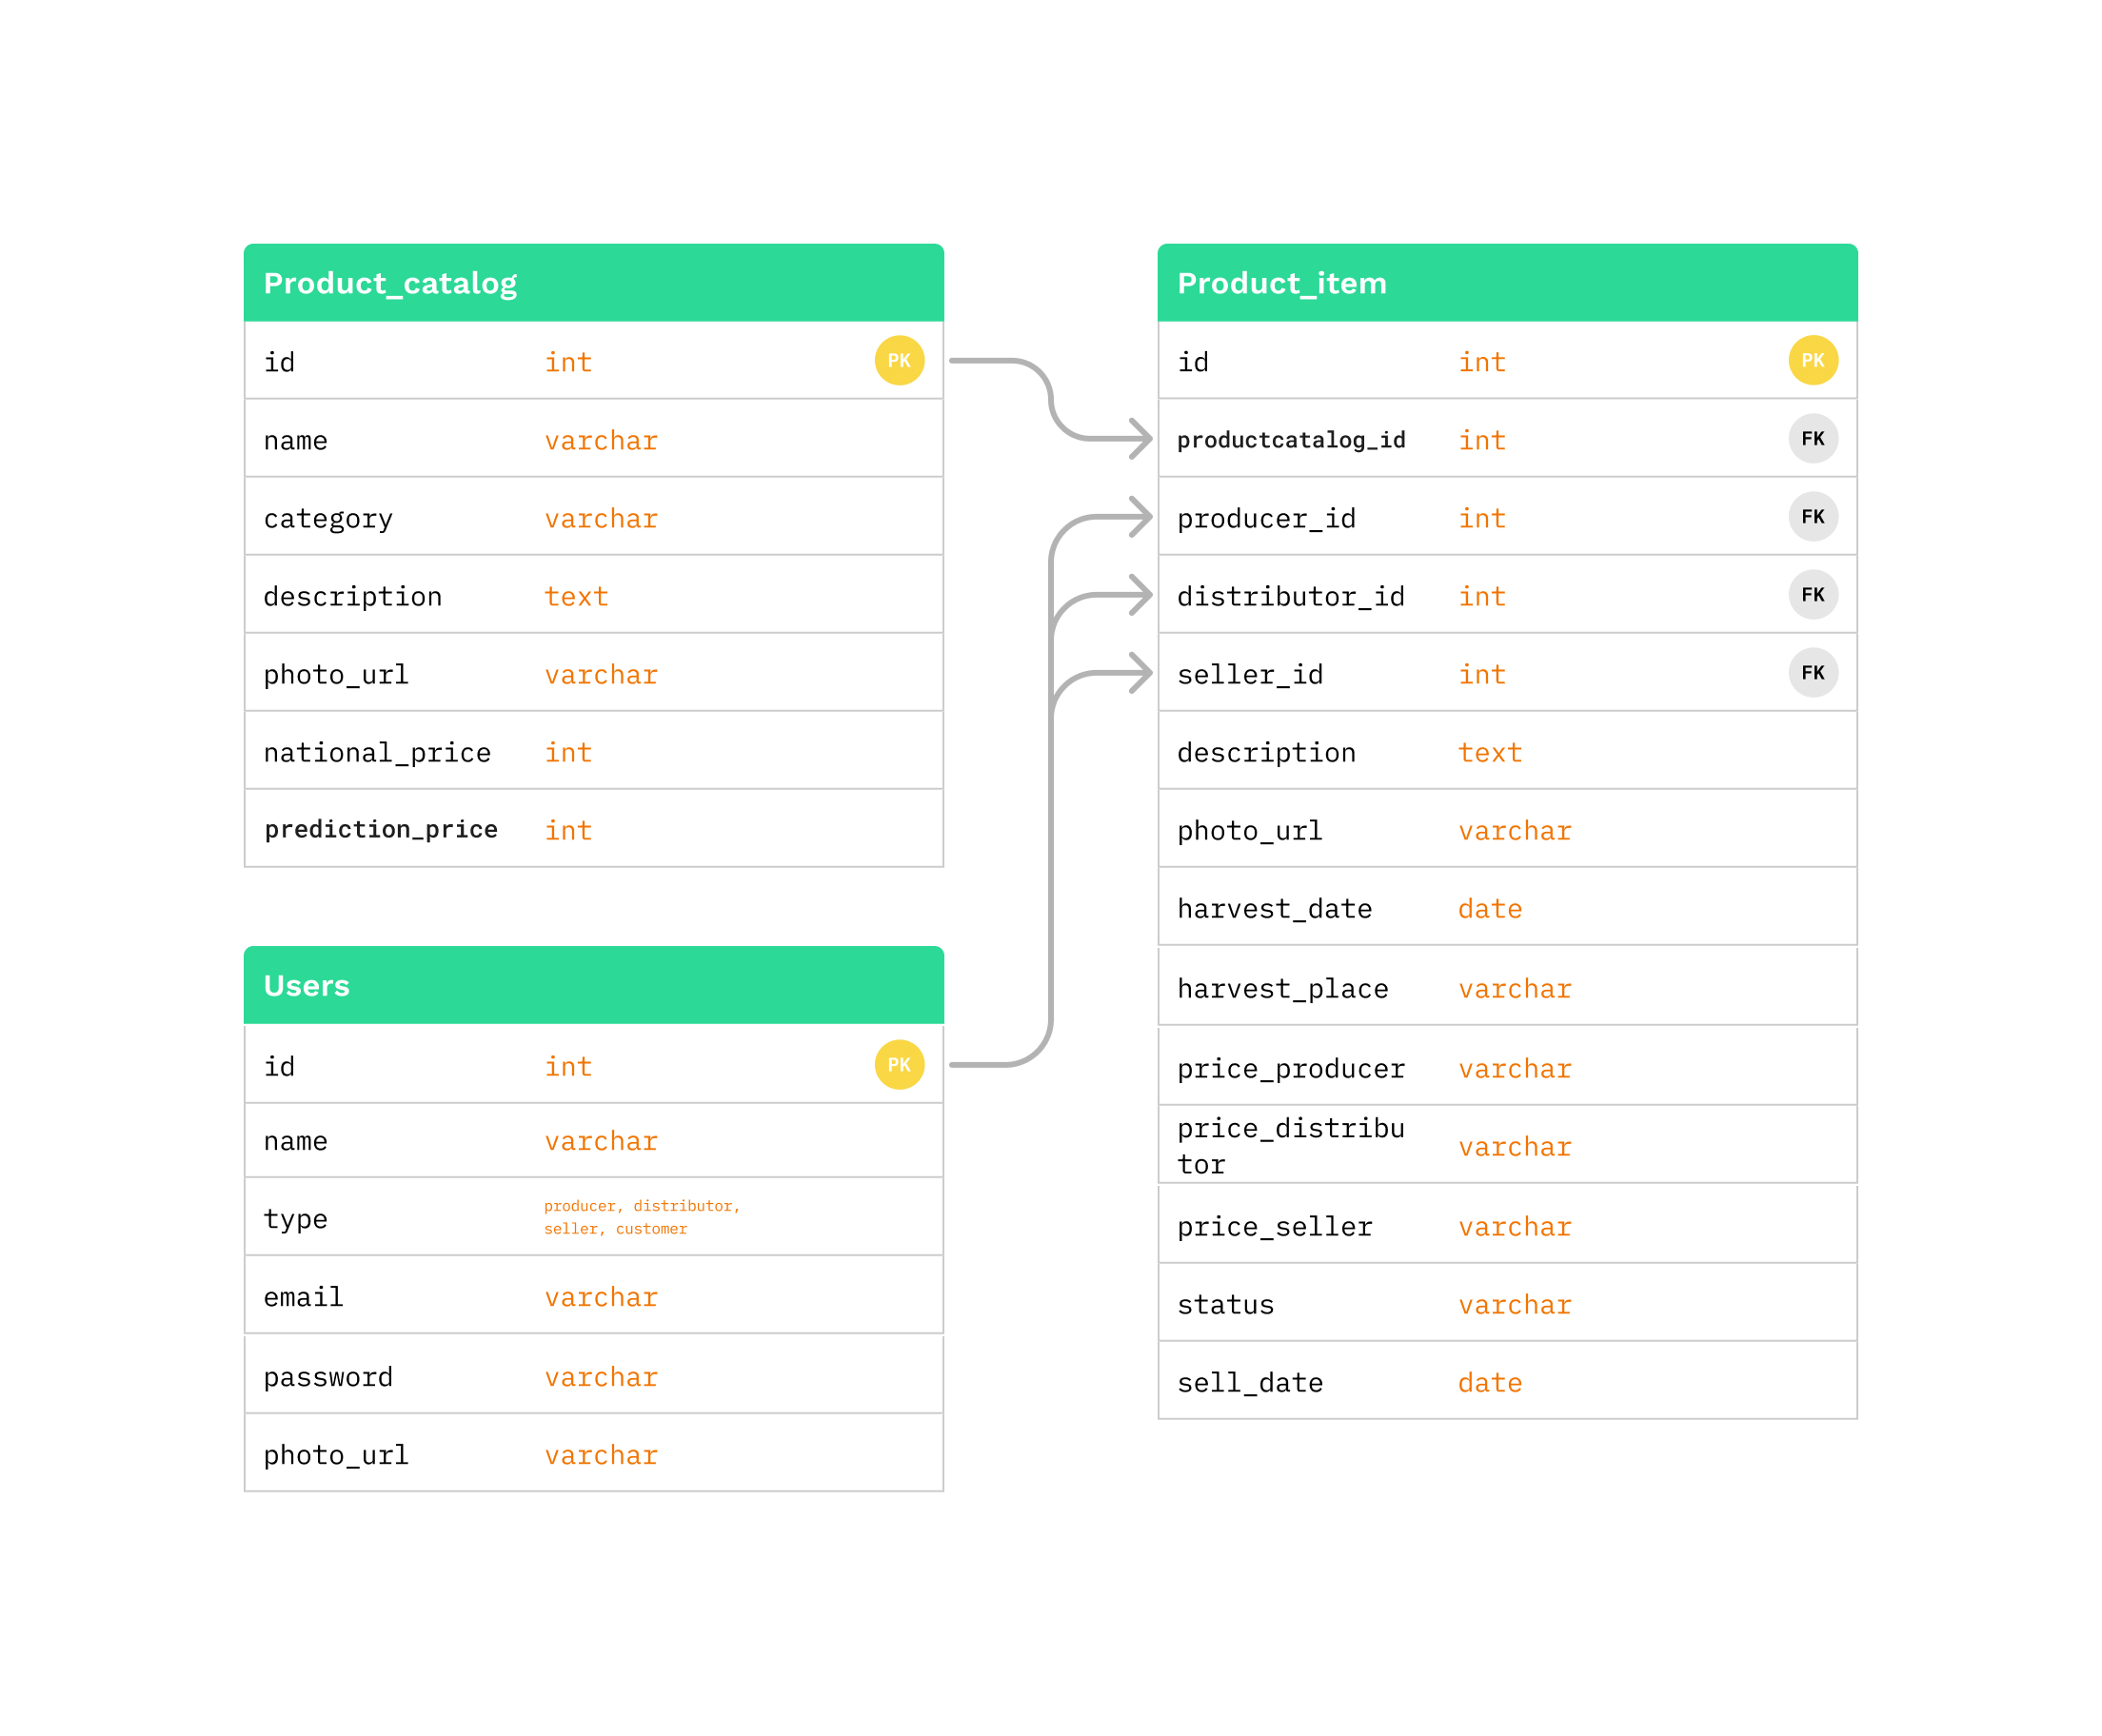 Product_catalog
id int PK
name varchar
category varchar
description text
photo_url varchar
national_price int
prediction_price int
Users
id int PK
name varchar
type producer, distributor,
seller, customer
email varchar
password varchar
photo_url varchar
Product_item
id int PK
productcatalog_id int FK
producer_id int FK
distributor_id int FK
seller_id int FK
description text
photo_url varchar
harvest_date date
harvest_place varchar
price_producer varchar
price_distribu
tor varchar
price_seller varchar
status varchar
sell_date date